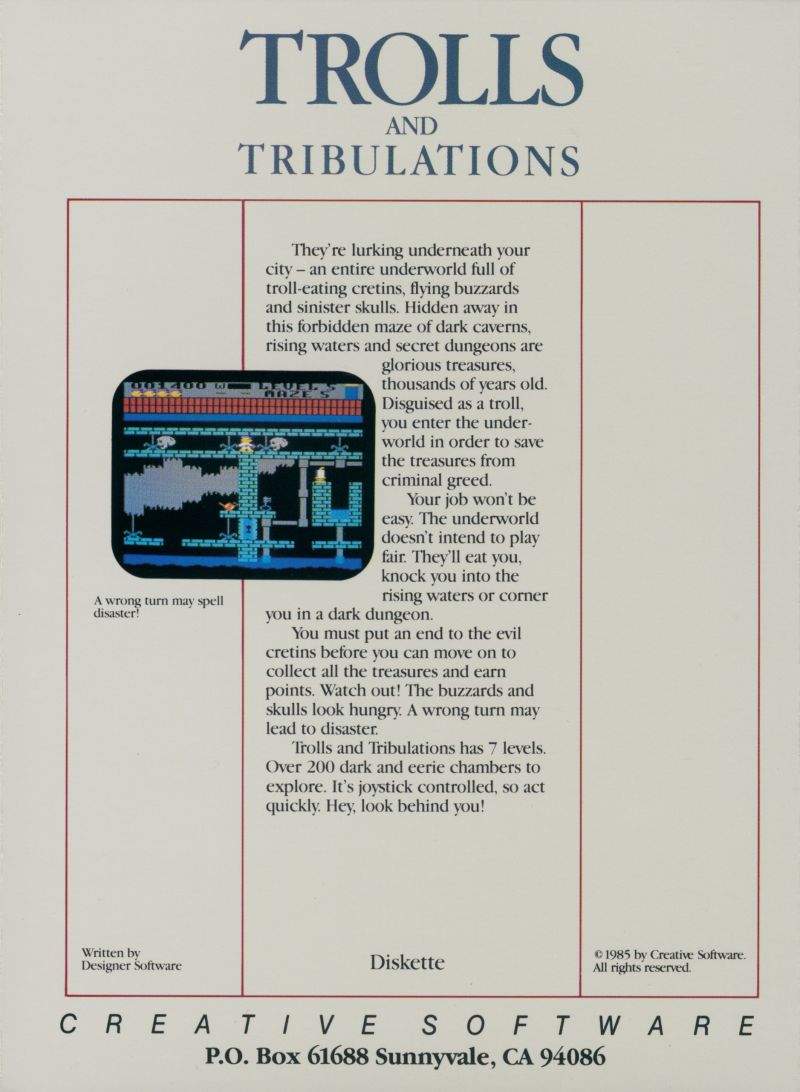 TROLLS
AND
TRIBULATIONS
They're lurking underneath your
city – an entire underworld full of
troll-eating cretins, flying buzzards
and sinister skulls. Hidden away in
this forbidden maze of dark caverns,
rising waters and secret dungeons are
glorious treasures,
thousands of years old.
Disguised as a troll,
you enter the under-
world in order to save
the treasures from
criminal greed.
Your job won't be
easy. The underworld
doesn't intend to play
fair. They'll eat you,
knock you into the
rising waters or corner
you in a dark dungeon.
You must put an end to the evil
cretins before you can move on to
collect all the treasures and earn
points. Watch out! The buzzards and
skulls look hungry. A wrong turn may
lead to disaster.
Trolls and Tribulations has 7 levels.
Over 200 dark and eerie chambers to
explore. It's joystick controlled, so act
quickly. Hey, look behind you!
001400 W LEVEL 5
MAZE 5
A wrong turn may spell
disaster!
Written by
Designer Software
Diskette
© 1985 by Creative Software.
All rights reserved.
CREATIVE SOFTWARE
P.O. Box 61688 Sunnyvale, CA 94086